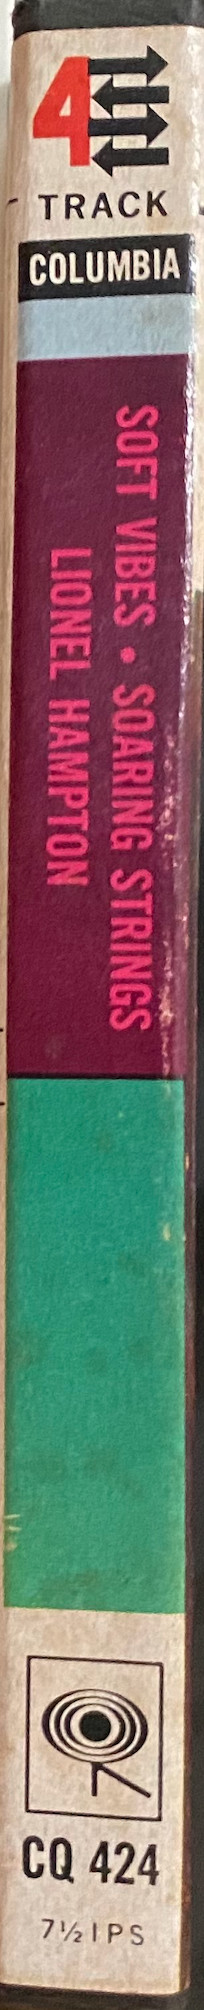 4
TRACK
COLUMBIA
SOFT VIBES • SOARING STRINGS
LIONEL HAMPTON
CQ 424
7½ IPS